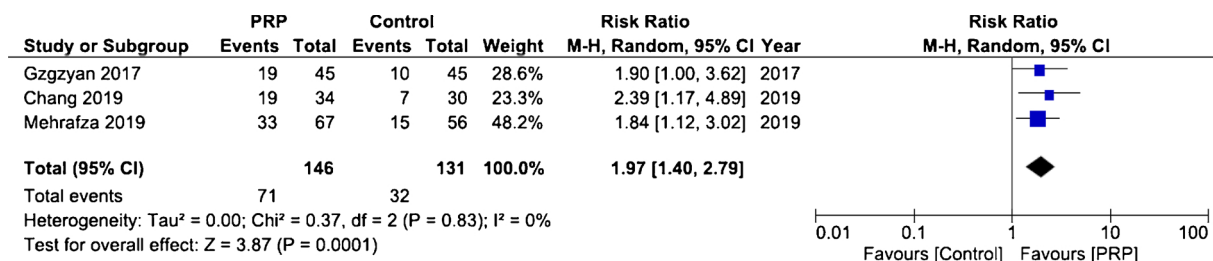 PRP Control Risk Ratio Risk Ratio
Study or Subgroup Events Total Events Total Weight M-H, Random, 95% CI Year M-H, Random, 95% CI
Gzgzyan 2017 19 45 10 45 28.6% 1.90 [1.00, 3.62] 2017
Chang 2019 19 34 7 30 23.3% 2.39 [1.17, 4.89] 2019
Mehrafza 2019 33 67 15 56 48.2% 1.84 [1.12, 3.02] 2019
Total (95% CI) 146 131 100.0% 1.97 [1.40, 2.79]
Total events 71 32
Heterogeneity: Tau² = 0.00; Chi² = 0.37, df = 2 (P = 0.83); I² = 0%
Test for overall effect: Z = 3.87 (P = 0.0001)
0.01 0.1 1 10 100
Favours [Control] Favours [PRP]